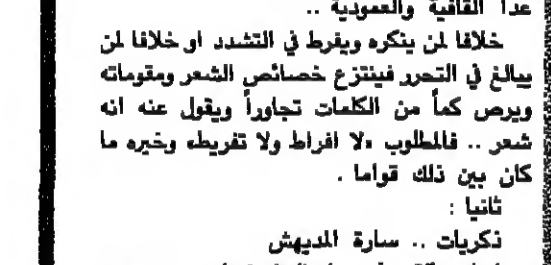 عدا القافية والعمودية ..
خلافا لمن ينكره ويفرط في التشدد او خلافا لمن
يبالغ في التحرر فينتزع خصائص الشعر ومقوماته
ويرص كماً من الكلمات تجاوراً ويقول عنه انه
شعر .. فالمطلوب «لا افراط ولا تفريط» وخيره ما
كان بين ذلك قواما .
ثانيا :
ذكريات .. سارة المديهش